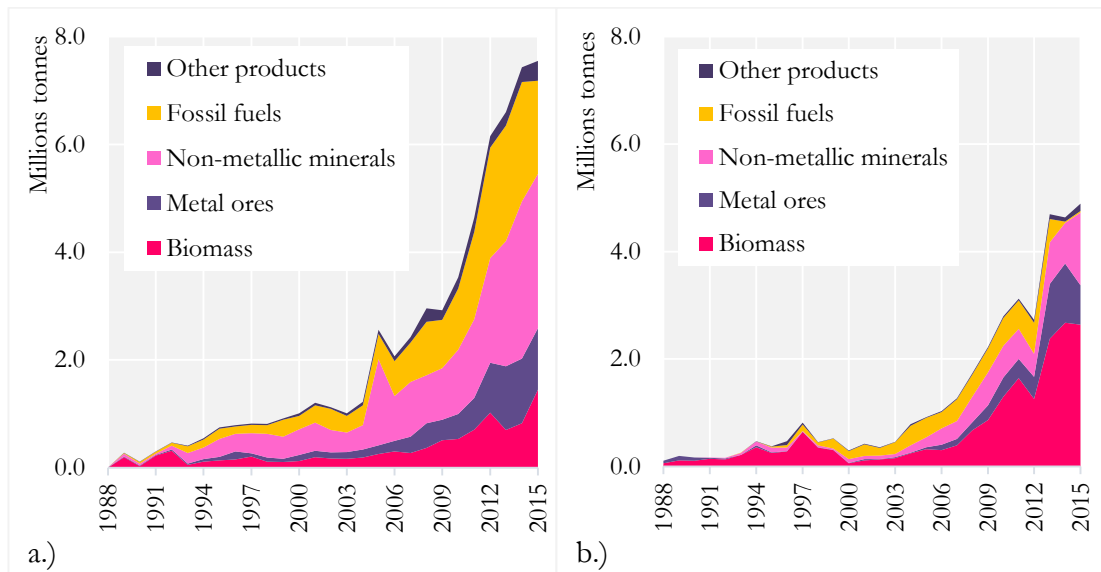 Millions tonnes
8.0
6.0
4.0
2.0
0.0
Other products
Fossil fuels
Non-metallic minerals
Metal ores
Biomass
1988
1991
1994
1997
2000
2003
2006
2009
2012
2015
a.)
Millions tonnes
8.0
6.0
4.0
2.0
0.0
Other products
Fossil fuels
Non-metallic minerals
Metal ores
Biomass
1988
1991
1994
1997
2000
2003
2006
2009
2012
2015
b.)